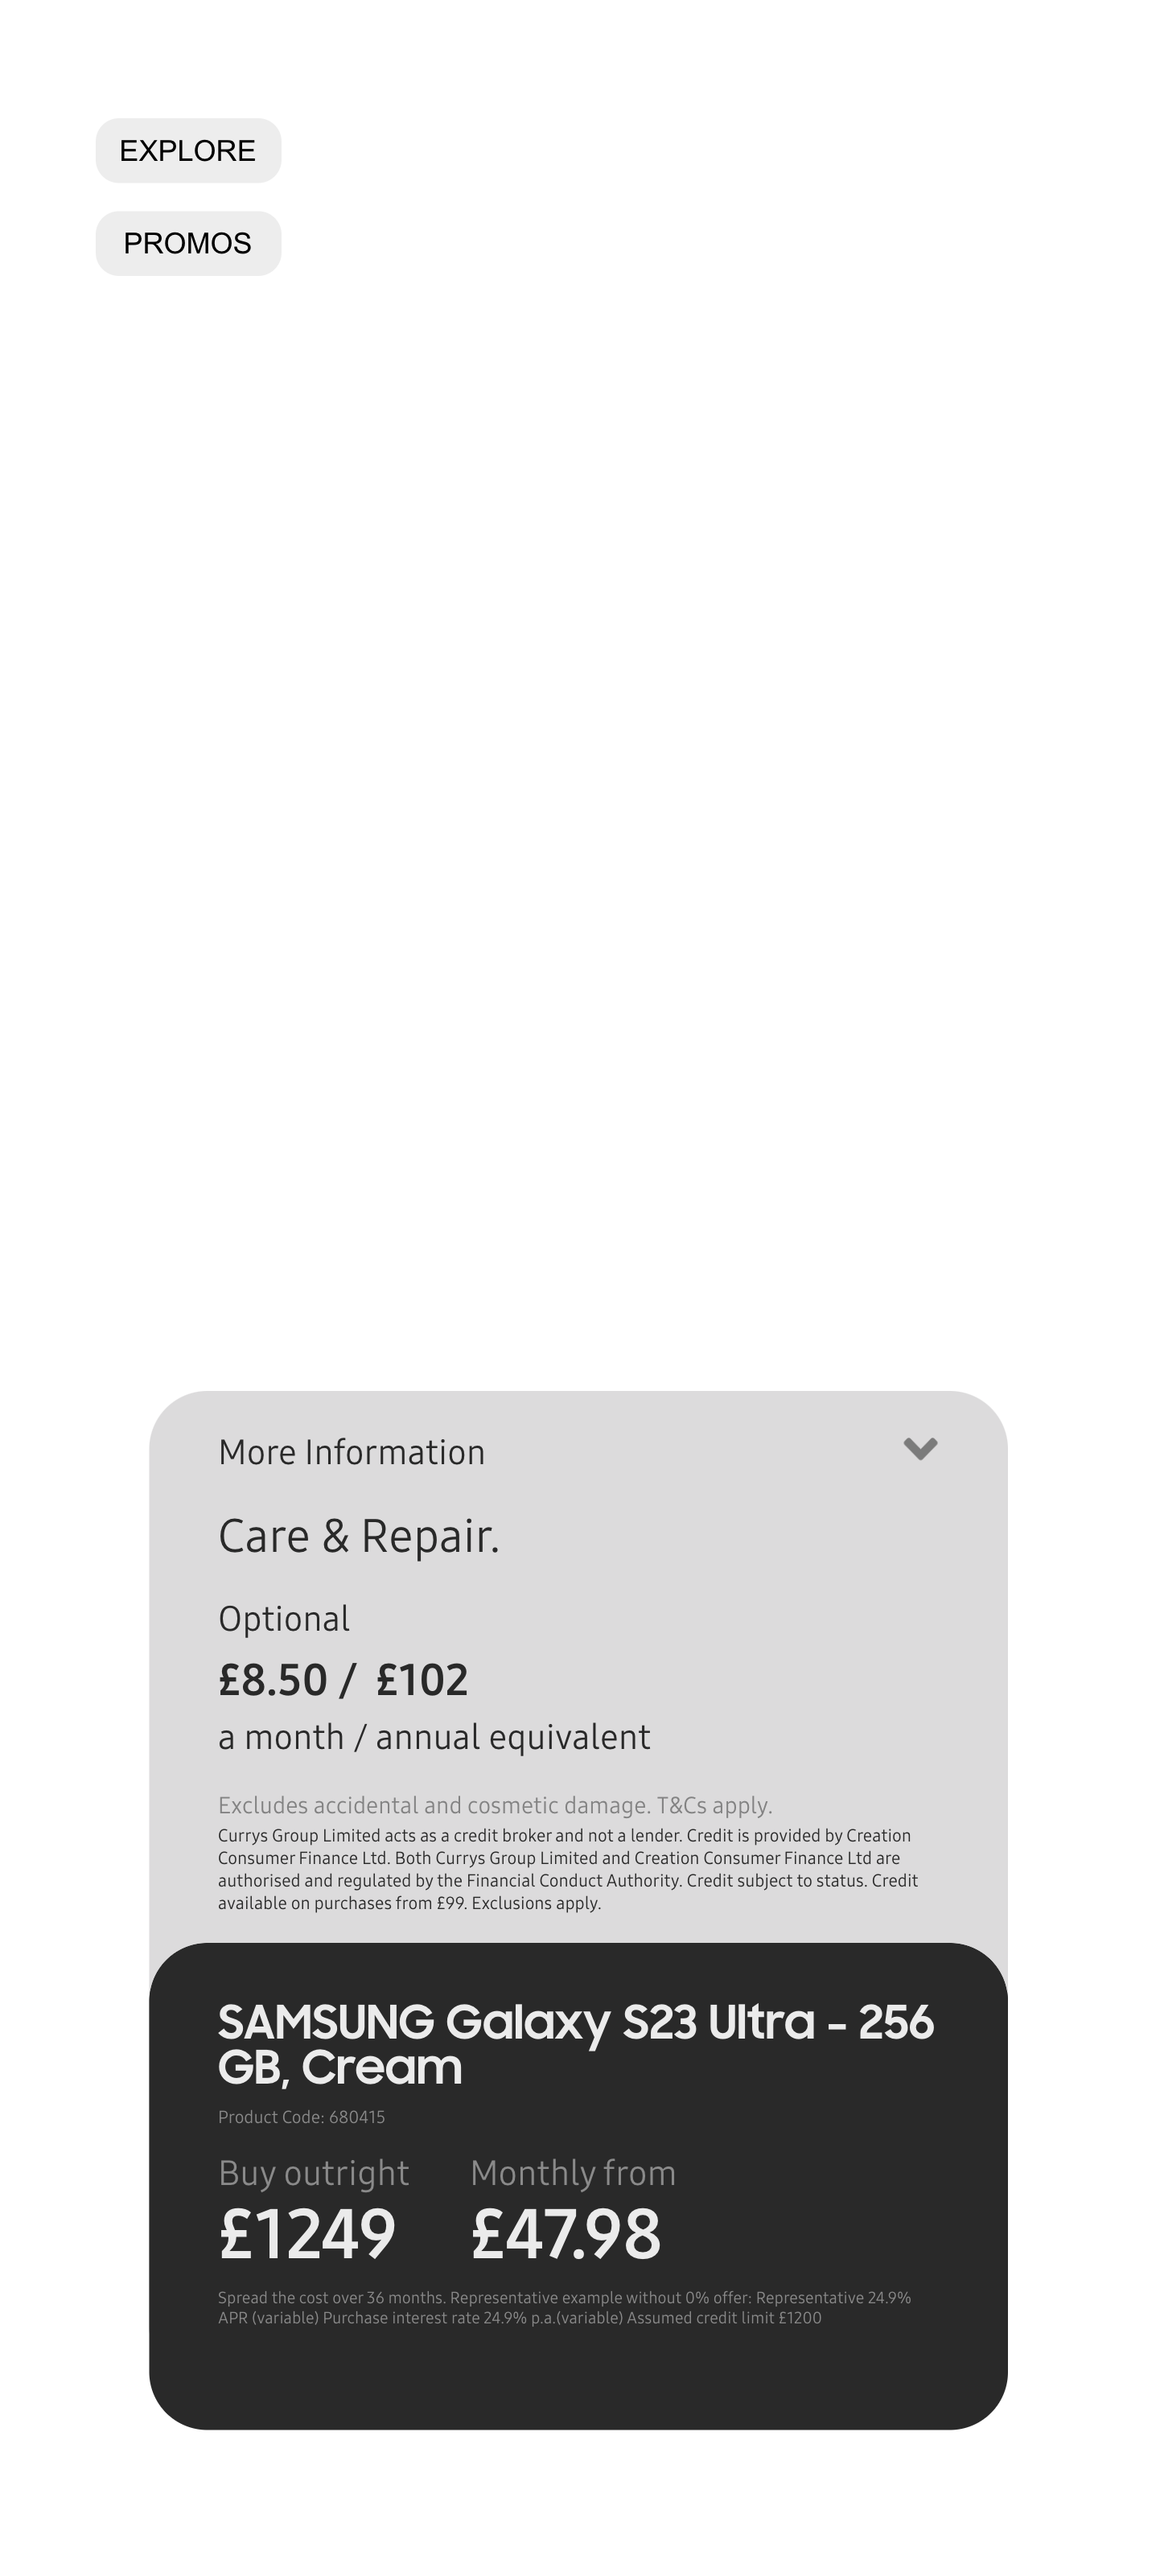 EXPLORE
PROMOS
More Information
Care & Repair.
Optional
£8.50 / £102
a month / annual equivalent
Excludes accidental and cosmetic damage. T&Cs apply.
Currys Group Limited acts as a credit broker and not a lender. Credit is provided by Creation
Consumer Finance Ltd. Both Currys Group Limited and Creation Consumer Finance Ltd are
authorised and regulated by the Financial Conduct Authority. Credit subject to status. Credit
available on purchases from £99. Exclusions apply.
SAMSUNG Galaxy S23 Ultra - 256
GB, Cream
Product Code: 680415
Buy outright Monthly from
£1249 £47.98
Spread the cost over 36 months. Representative example without 0% offer: Representative 24.9%
APR (variable) Purchase interest rate 24.9% p.a.(variable) Assumed credit limit £1200